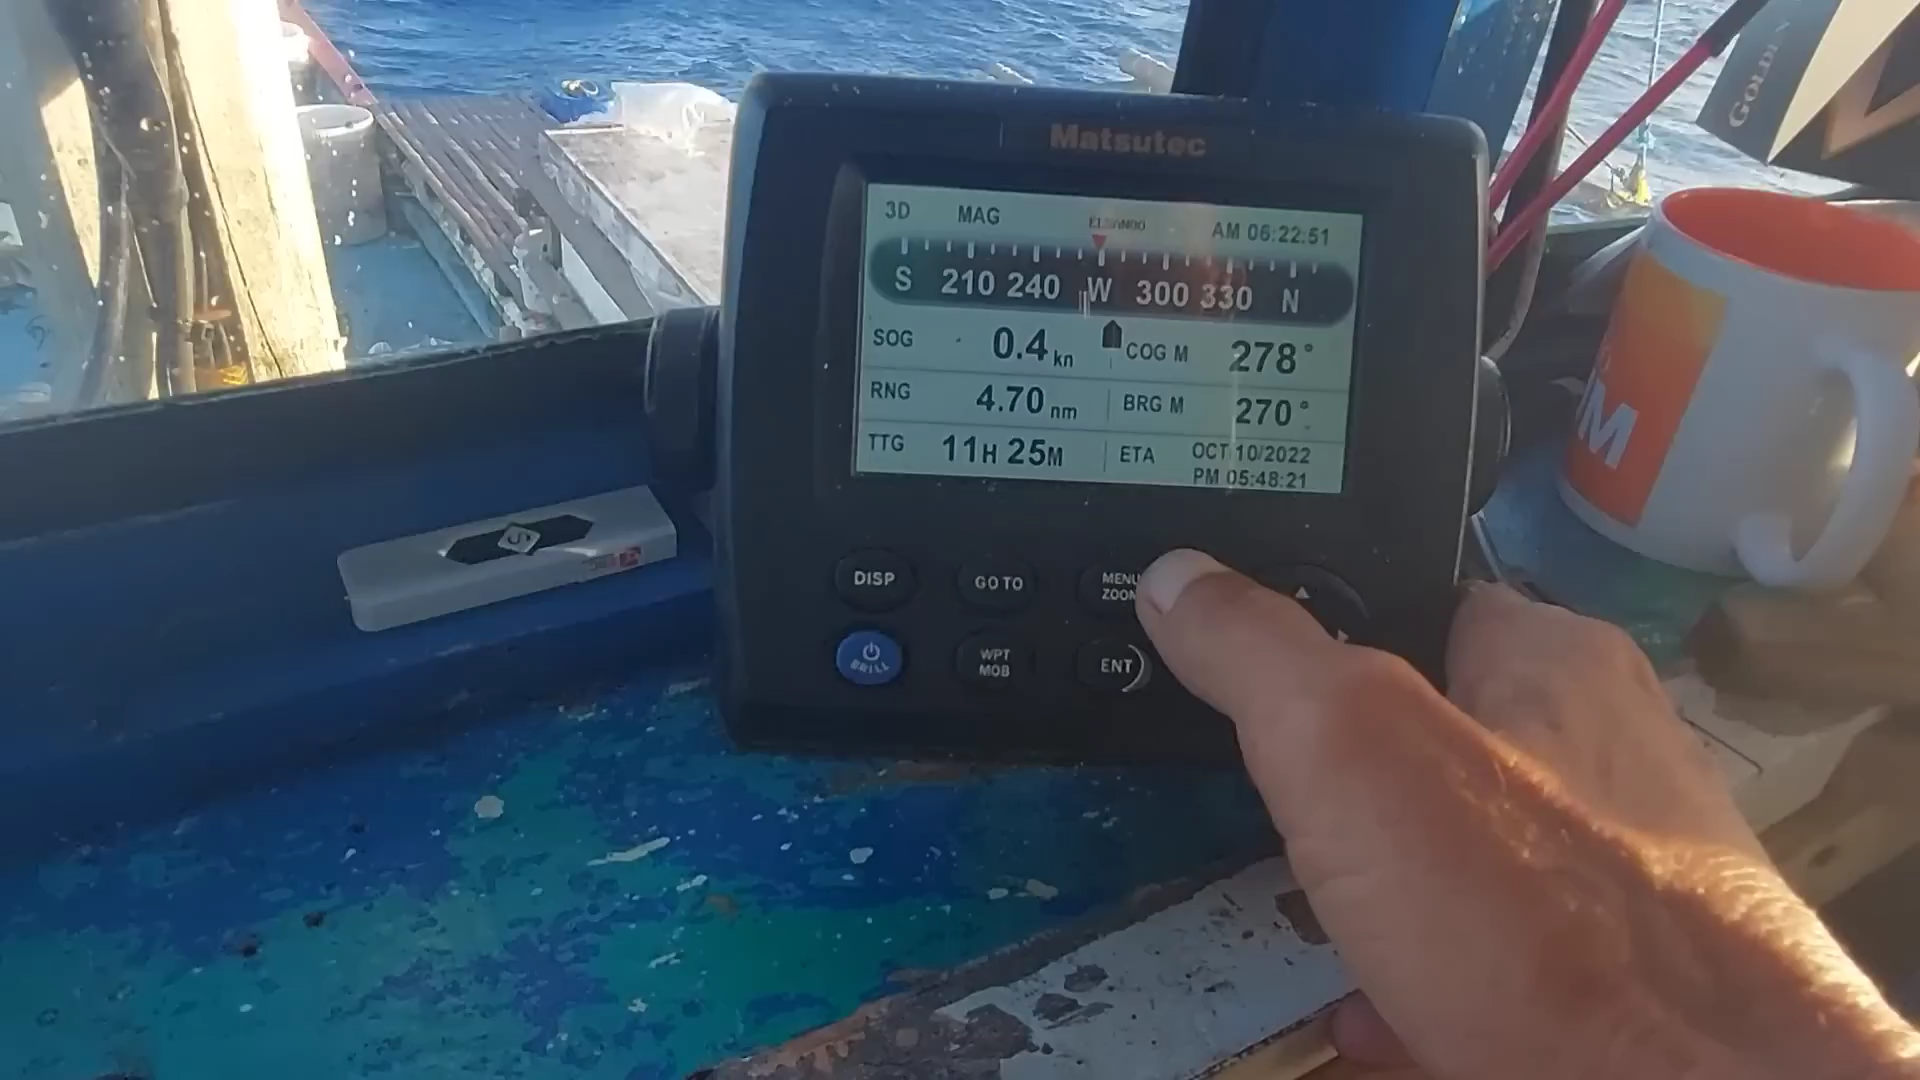 GOLDEN
Matsutec
3D MAG AM 06:22:51
S 210 240 W 300 330 N
SOG 0.4 kn COG M 278°
RNG 4.70 nm BRG M 270°
TTG 11H 25M ETA OCT 10/2022
PM 05:48:21
S
M
DISP GO TO MENU
ZOOM
BRILL WPT
MOB ENT